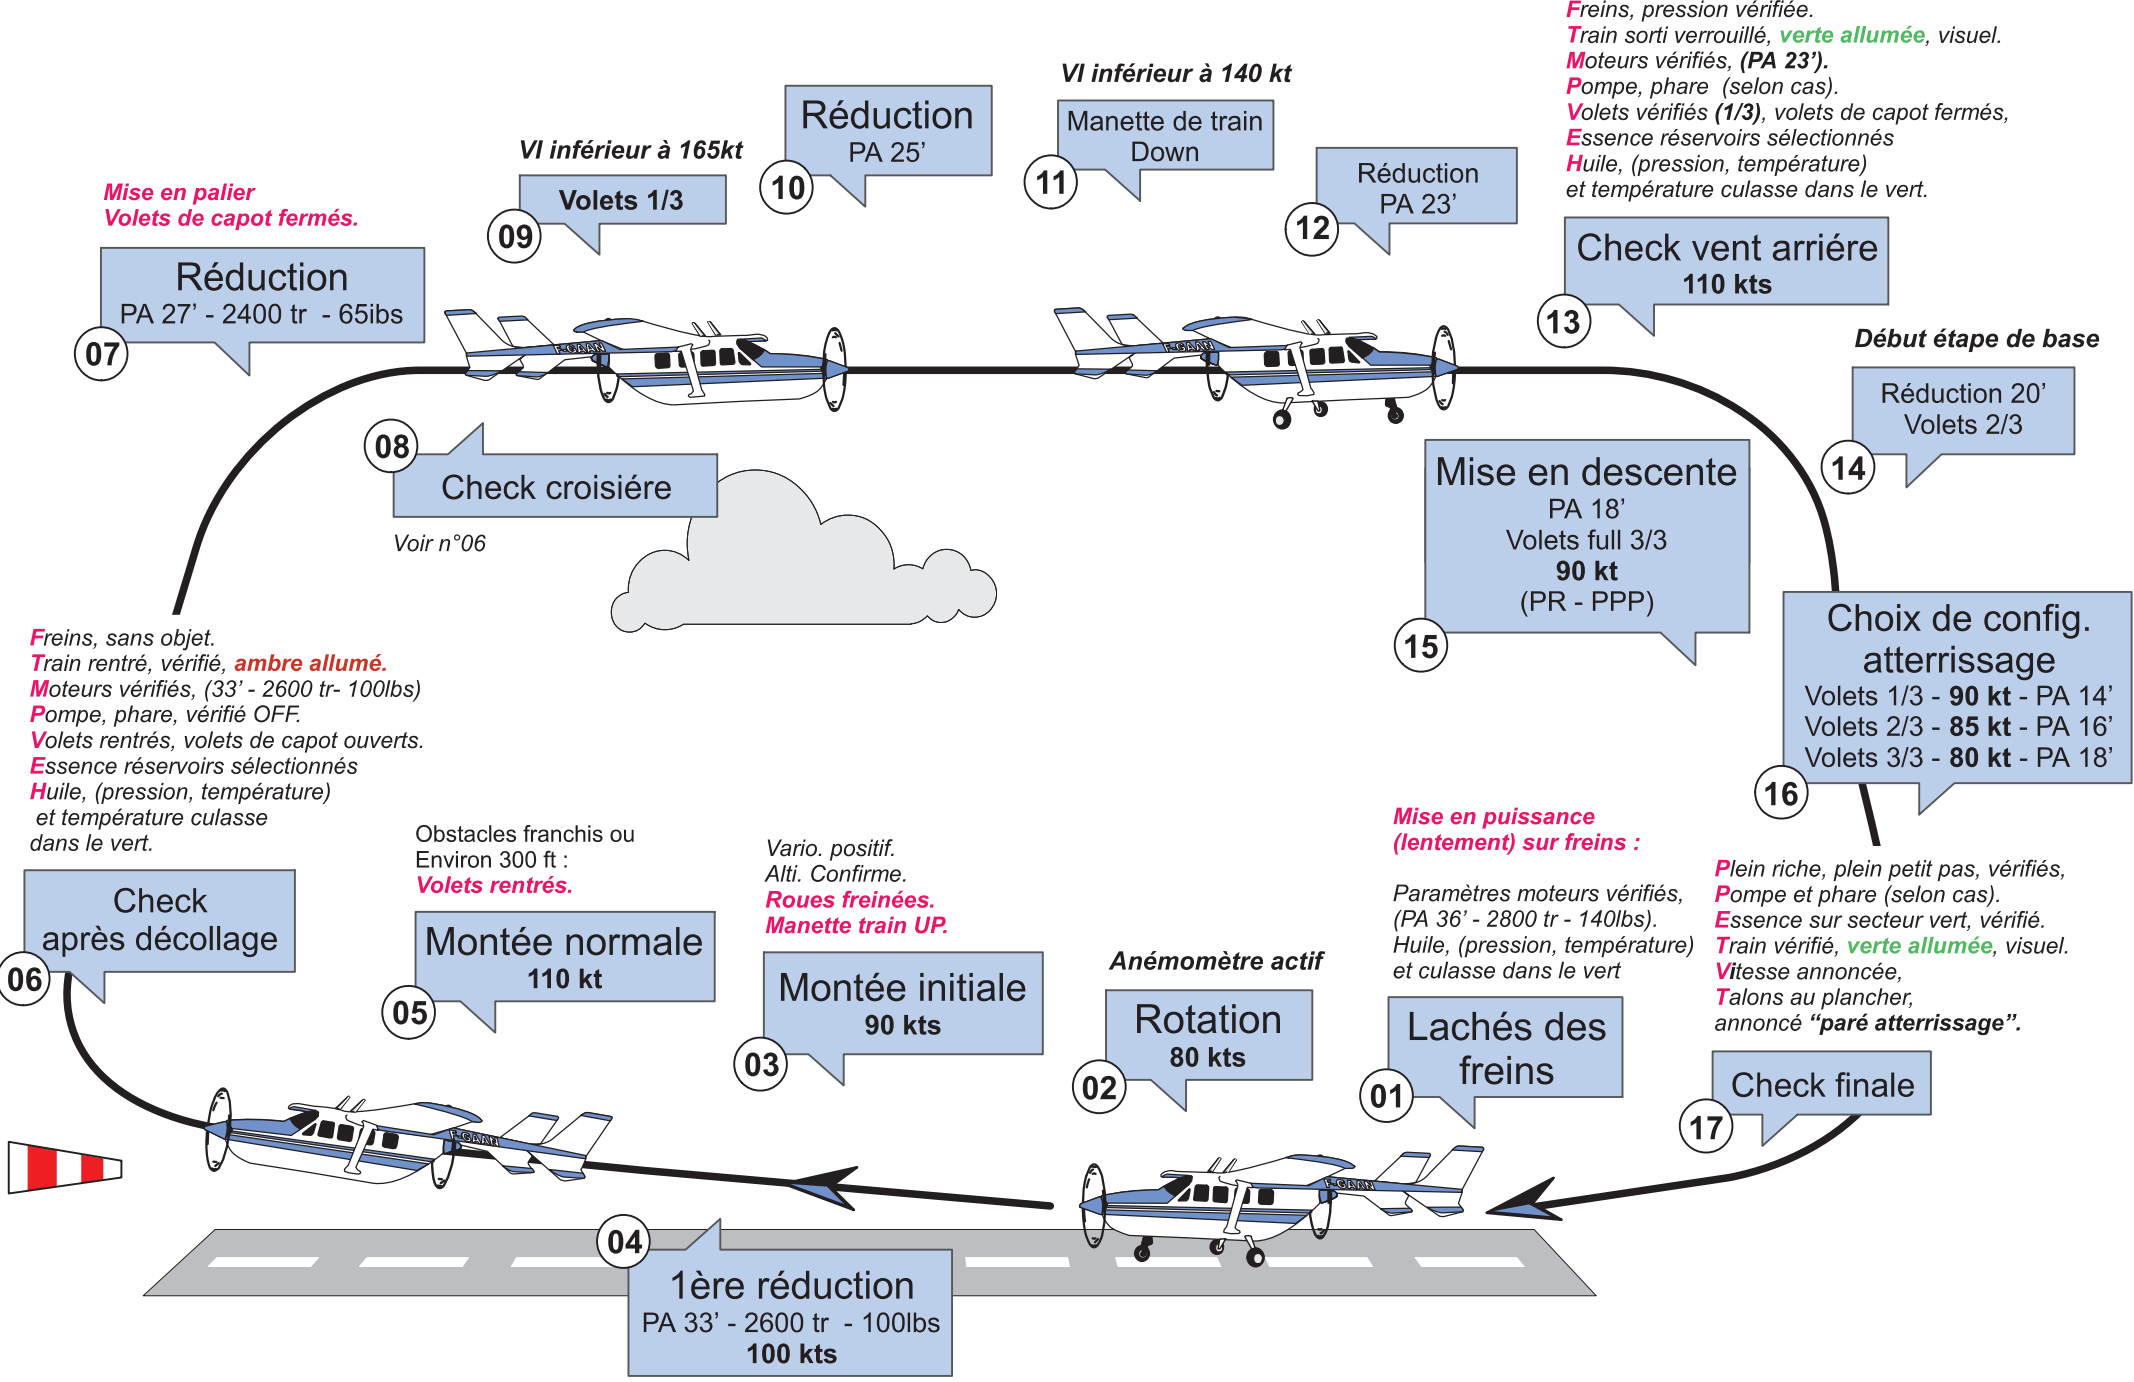 Mise en puissance
(lentement) sur freins :
Paramètres moteurs vérifiés,
(PA 36’ - 2800 tr - 140lbs).
Huile, (pression, température)
et culasse dans le vert
Lachés des
freins
01
Anémomètre actif
Rotation
80 kts
02
Vario. positif.
Alti. Confirme.
Roues freinées.
Manette train UP.
Montée initiale
90 kts
03
04
1ère réduction
PA 33’ - 2600 tr - 100lbs
100 kts
Obstacles franchis ou
Environ 300 ft :
Volets rentrés.
Montée normale
110 kt
05
Freins, sans objet.
Train rentré, vérifié, ambre allumé.
Moteurs vérifiés, (33’ - 2600 tr- 100lbs)
Pompe, phare, vérifié OFF.
Volets rentrés, volets de capot ouverts.
Essence réservoirs sélectionnés
Huile, (pression, température)
et température culasse
dans le vert.
Check
après décollage
06
Mise en palier
Volets de capot fermés.
Réduction
PA 27’ - 2400 tr - 65ibs
07
08
Check croisiére
Voir n°06
VI inférieur à 165kt
Volets 1/3
09
Réduction
PA 25’
10
VI inférieur à 140 kt
Manette de train
Down
11
Réduction
PA 23’
12
Freins, pression vérifiée.
Train sorti verrouillé, verte allumée, visuel.
Moteurs vérifiés, (PA 23’).
Pompe, phare (selon cas).
Volets vérifiés (1/3), volets de capot fermés,
Essence réservoirs sélectionnés
Huile, (pression, température)
et température culasse dans le vert.
Check vent arriére
110 kts
13
Début étape de base
Réduction 20’
Volets 2/3
14
Mise en descente
PA 18’
Volets full 3/3
90 kt
(PR - PPP)
15
Choix de config.
atterrissage
Volets 1/3 - 90 kt - PA 14’
Volets 2/3 - 85 kt - PA 16’
Volets 3/3 - 80 kt - PA 18’
16
Plein riche, plein petit pas, vérifiés,
Pompe et phare (selon cas).
Essence sur secteur vert, vérifié.
Train vérifié, verte allumée, visuel.
Vitesse annoncée,
Talons au plancher,
annoncé “paré atterrissage”.
Check finale
17
F-GAAN
F-GAAN
F-GAAN
F-GAAN